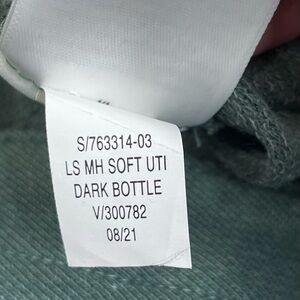 S/763314-03
LS MH SOFT UTI
DARK BOTTLE
V/300782
08/21